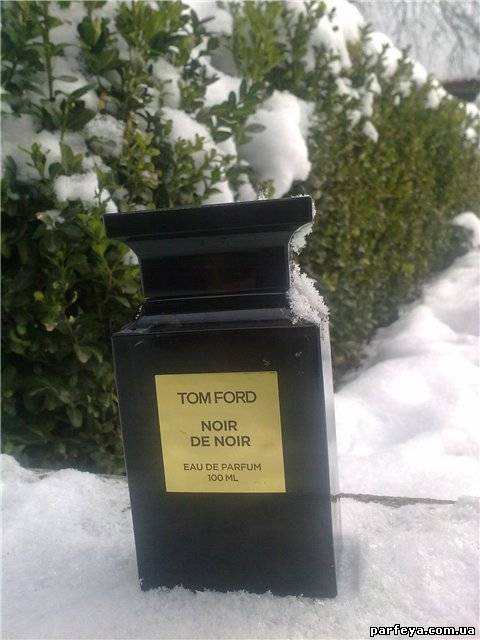 TOM FORD
NOIR
DE NOIR
EAU DE PARFUM
100 ML
parfeya.com.ua